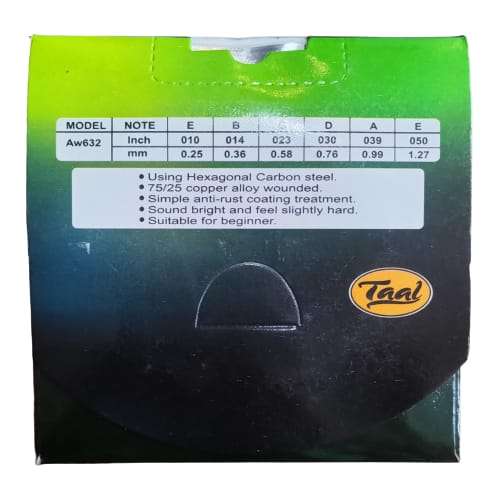 MODEL NOTE E B D A E
Aw632 Inch 010 014 023 030 039 050
mm 0.25 0.36 0.58 0.76 0.99 1.27
• Using Hexagonal Carbon steel.
• 75/25 copper alloy wounded.
• Simple anti-rust coating treatment.
• Sound bright and feel slightly hard.
• Suitable for beginner.
Taal